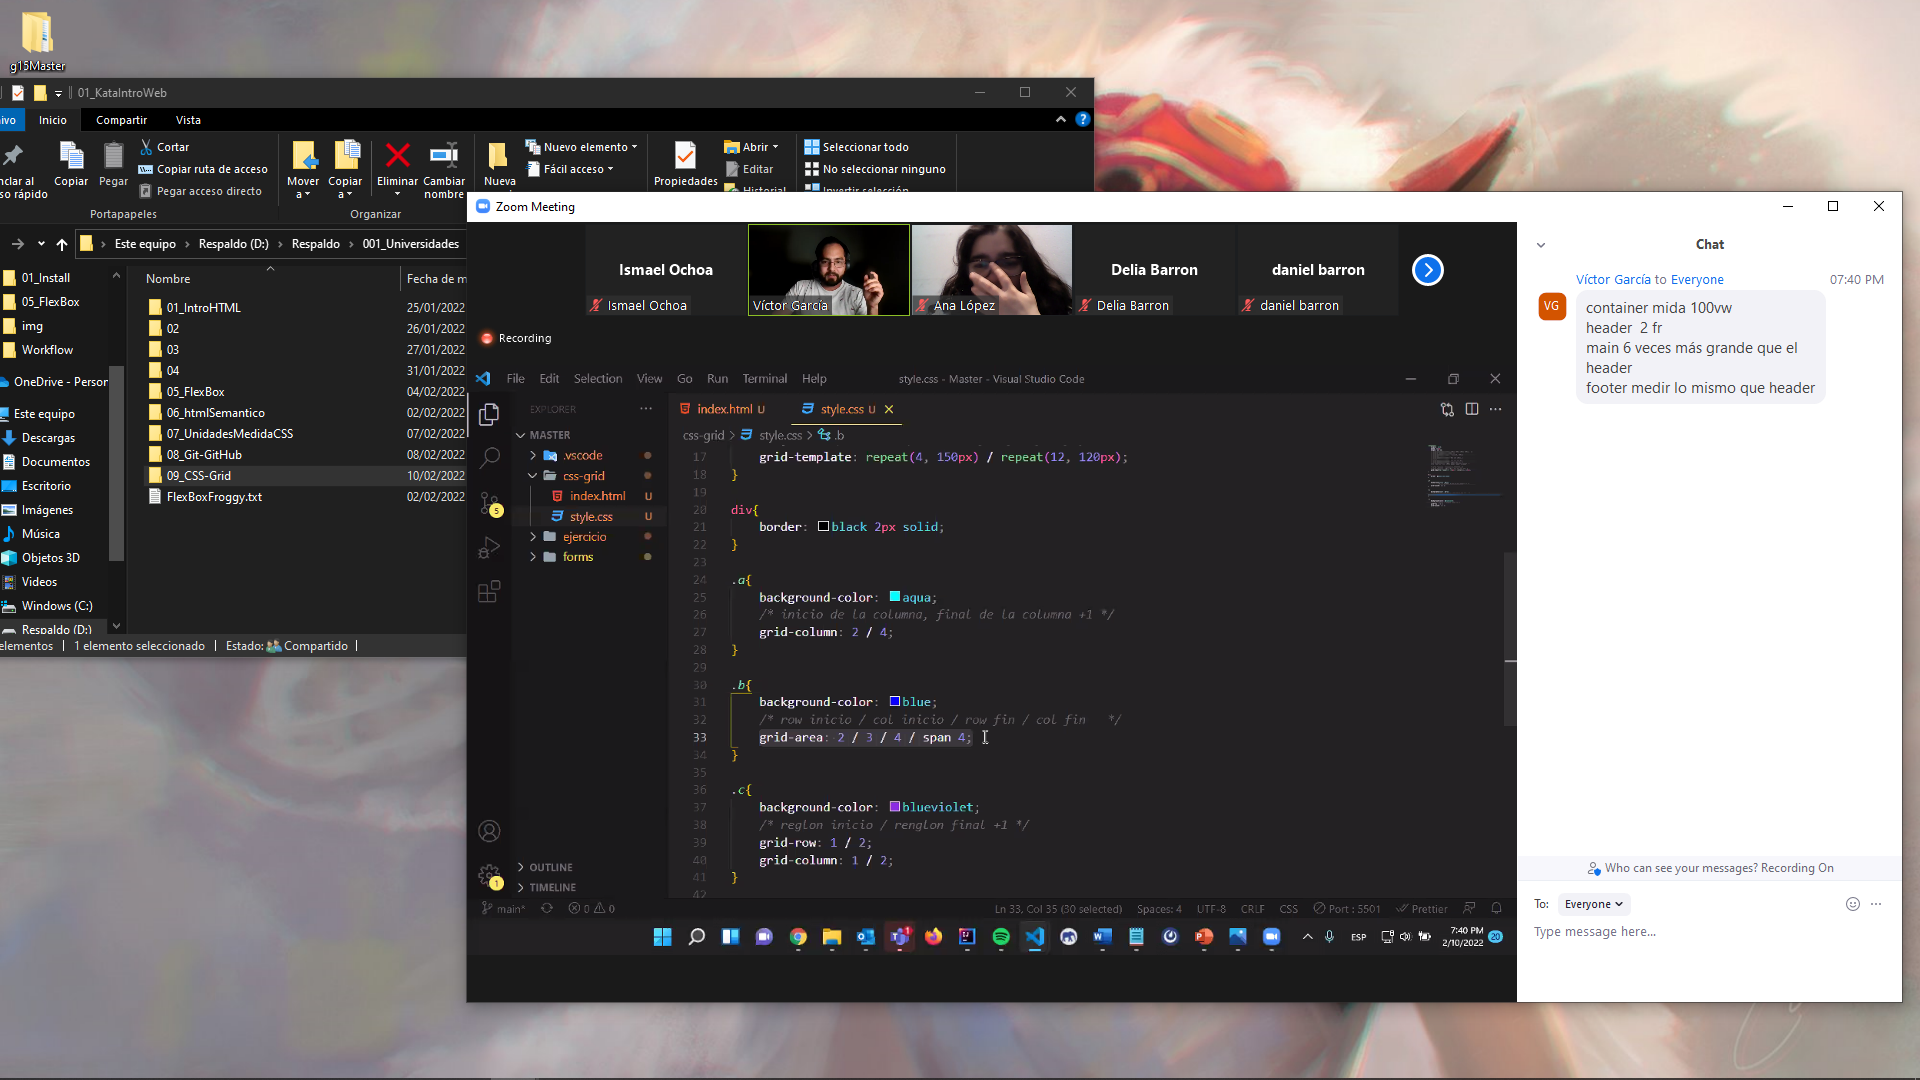 g15Master
01_KataIntroWeb
ivo
Inicio
Compartir
Vista
nclar al
so rápido
Copiar
Pegar
Cortar
Copiar ruta de acceso
Pegar acceso directo
Portapapeles
Mover
a
Copiar
a
Eliminar
Cambiar
nombre
Organizar
Nueva
Nuevo elemento
Fácil acceso
Propiedades
Abrir
Editar
Historial
Seleccionar todo
No seleccionar ninguno
Invertir selección
Este equipo > Respaldo (D:) > Respaldo > 001_Universidades
01_Install
05_FlexBox
img
Workflow
OneDrive - Person
Este equipo
Descargas
Documentos
Escritorio
Imágenes
Música
Objetos 3D
Videos
Windows (C:)
Respaldo (D:)
Nombre
Fecha de m
01_IntroHTML 25/01/2022
02 26/01/2022
03 27/01/2022
04 31/01/2022
05_FlexBox 04/02/2022
06_htmlSemantico 02/02/2022
07_UnidadesMedidaCSS 07/02/2022
08_Git-GitHub 08/02/2022
09_CSS-Grid 10/02/2022
FlexBoxFroggy.txt 02/02/2022
elementos
1 elemento seleccionado
Estado: Compartido
Zoom Meeting
Ismael Ochoa
Ismael Ochoa
Víctor García
Ana López
Delia Barron
Delia Barron
daniel barron
daniel barron
Recording
File Edit Selection View Go Run Terminal Help
style.css - Master - Visual Studio Code
EXPLORER
MASTER
.vscode
css-grid
index.html U
style.css U
ejercicio
forms
OUTLINE
TIMELINE
5
1
index.html U
style.css U
css-grid > style.css > .b
17 grid-template: repeat(4, 150px) / repeat(12, 120px);
18 }
19
20 div{
21 border: black 2px solid;
22 }
23
24 .a{
25 background-color: aqua;
26 /* inicio de la columna, final de la columna +1 */
27 grid-column: 2 / 4;
28 }
29
30 .b{
31 background-color: blue;
32 /* row inicio / col inicio / row fin / col fin */
33 grid-area: 2 / 3 / 4 / span 4;
34 }
35
36 .c{
37 background-color: blueviolet;
38 /* reglon inicio / renglon final +1 */
39 grid-row: 1 / 2;
40 grid-column: 1 / 2;
41 }
42
main*
0 0
Ln 33, Col 35 (30 selected)
Spaces: 4
UTF-8
CRLF
CSS
Port : 5501
Prettier
ESP
7:40 PM
2/10/2022
20
Chat
Víctor García to Everyone 07:40 PM
VG
container mida 100vw
header 2 fr
main 6 veces más grande que el
header
footer medir lo mismo que header
Who can see your messages? Recording On
To: Everyone
Type message here...